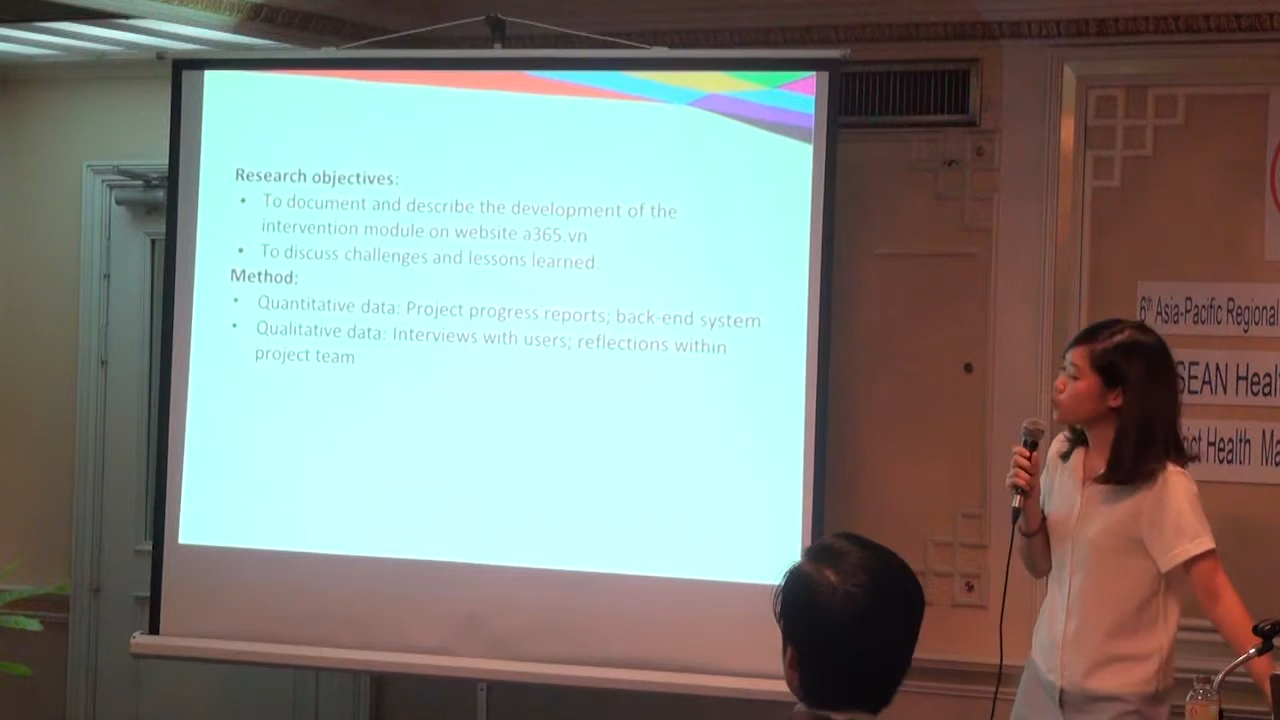 Research objectives:
• To document and describe the development of the
intervention module on website a365.vn
• To discuss challenges and lessons learned.
Method:
• Quantitative data: Project progress reports; back-end system
• Qualitative data: Interviews with users; reflections within
project team
6th Asia-Pacific Regional
SEAN Heal
ict Health Ma